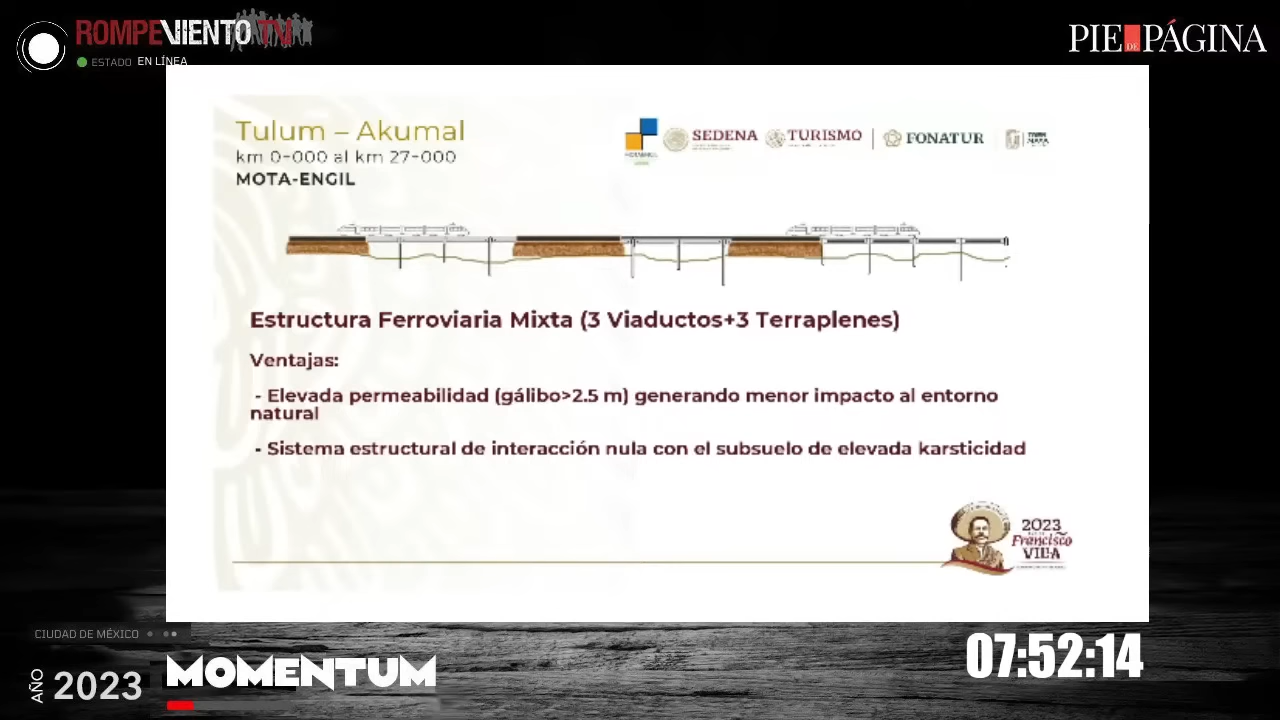 ROMPEVIENTO TV
ESTADO EN LÍNEA
PIE DE PÁGINA
Tulum – Akumal
km 0-000 al km 27-000
MOTA-ENGIL
SEDENA
TURISMO
FONATUR
Estructura Ferroviaria Mixta (3 Viaductos+3 Terraplenes)
Ventajas:
- Elevada permeabilidad (gálibo>2.5 m) generando menor impacto al entorno
natural
- Sistema estructural de interacción nula con el subsuelo de elevada karsticidad
2023
Francisco
VILLA
CIUDAD DE MÉXICO
AÑO 2023
MOMENTUM
07:52:14